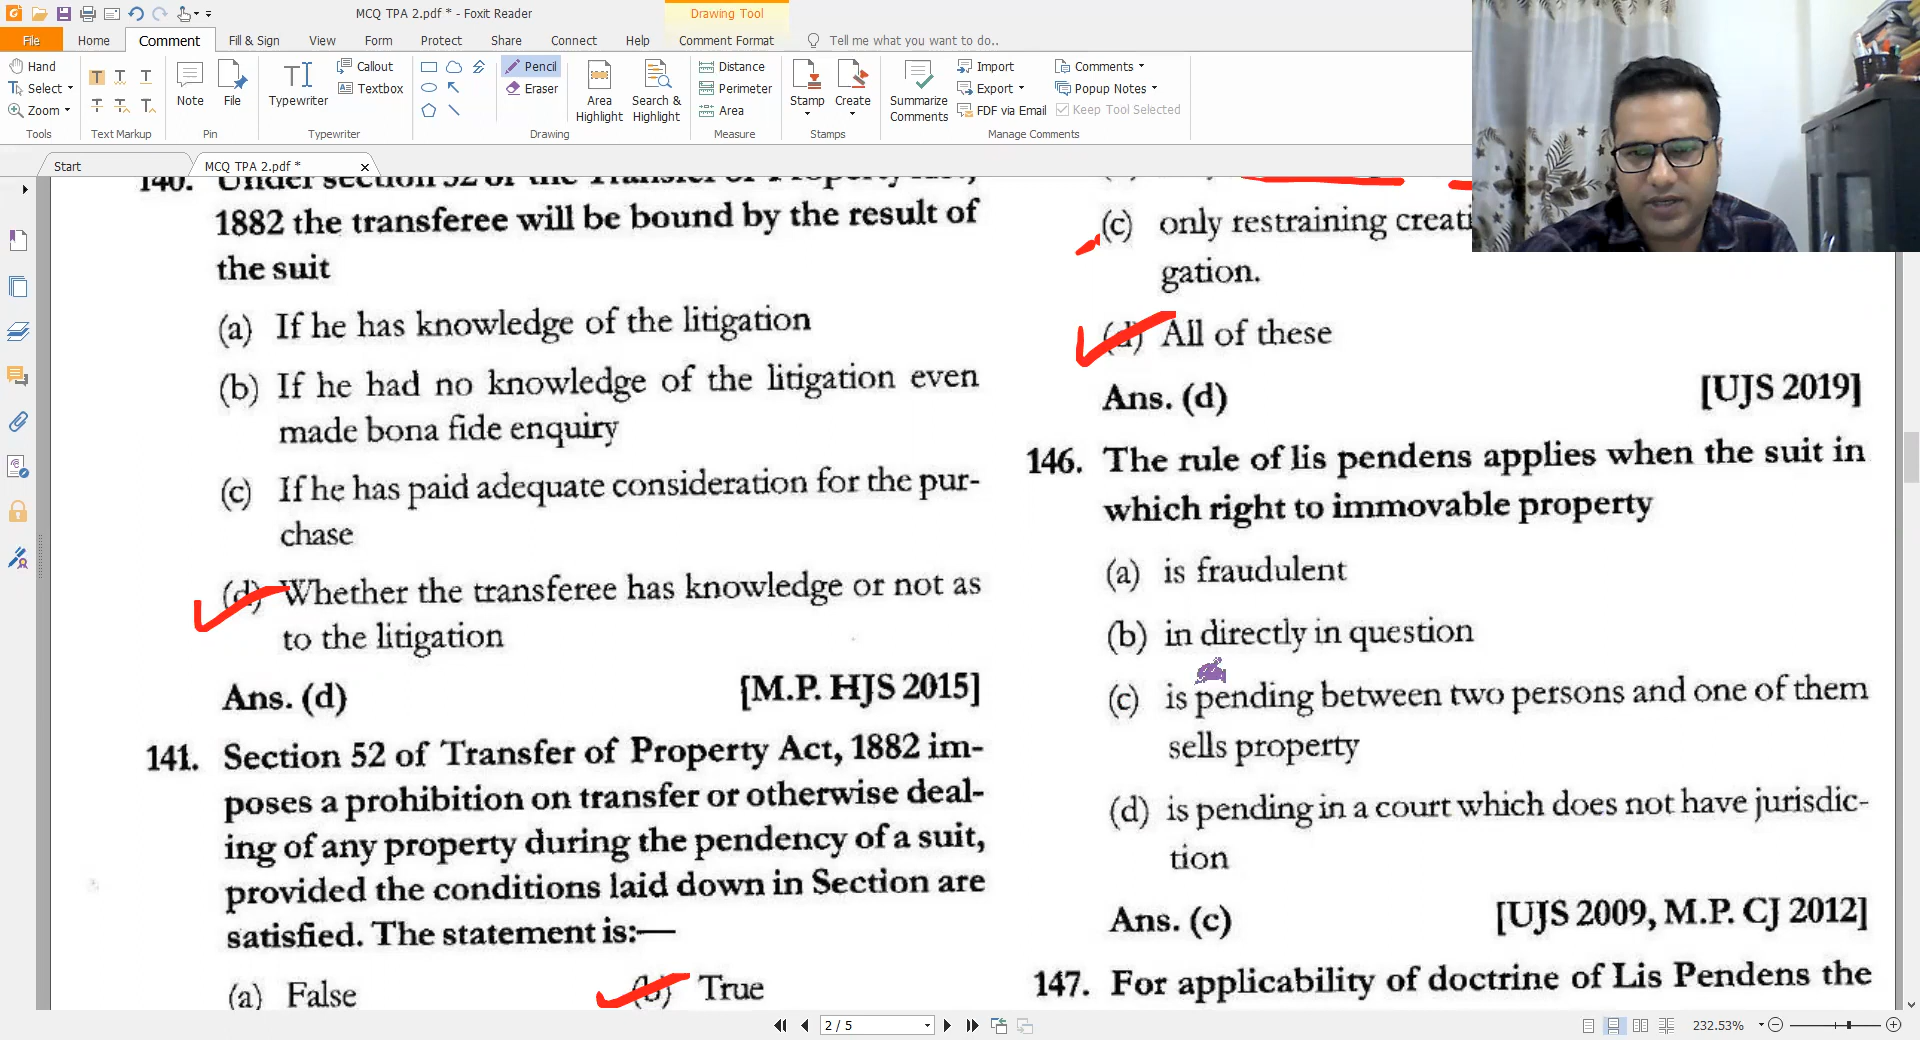 MCQ TPA 2.pdf * - Foxit Reader
Drawing Tool
File
Home
Comment
Fill & Sign
View
Form
Protect
Share
Connect
Help
Comment Format
Tell me what you want to do..
Hand
Select
Zoom
Tools
Text Markup
Note
File
Pin
Typewriter
Callout
Textbox
Typewriter
Pencil
Eraser
Drawing
Area
Highlight
Search &
Highlight
Distance
Perimeter
Area
Measure
Stamp
Create
Stamps
Summarize
Comments
Import
Export
FDF via Email
Comments
Popup Notes
Keep Tool Selected
Manage Comments
Start
MCQ TPA 2.pdf *
140. Under section 52 of the Transfer of Property Act,
1882 the transferee will be bound by the result of
the suit
(a) If he has knowledge of the litigation
(b) If he had no knowledge of the litigation even
made bona fide enquiry
(c) If he has paid adequate consideration for the pur-
chase
(d) Whether the transferee has knowledge or not as
to the litigation
Ans. (d) [M.P. HJS 2015]
141. Section 52 of Transfer of Property Act, 1882 im-
poses a prohibition on transfer or otherwise deal-
ing of any property during the pendency of a suit,
provided the conditions laid down in Section are
satisfied. The statement is:—
(a) False (b) True
(c) only restraining creati
gation.
(d) All of these
Ans. (d) [UJS 2019]
146. The rule of lis pendens applies when the suit in
which right to immovable property
(a) is fraudulent
(b) in directly in question
(c) is pending between two persons and one of them
sells property
(d) is pending in a court which does not have jurisdic-
tion
Ans. (c) [UJS 2009, M.P. CJ 2012]
147. For applicability of doctrine of Lis Pendens the
2 / 5
232.53%